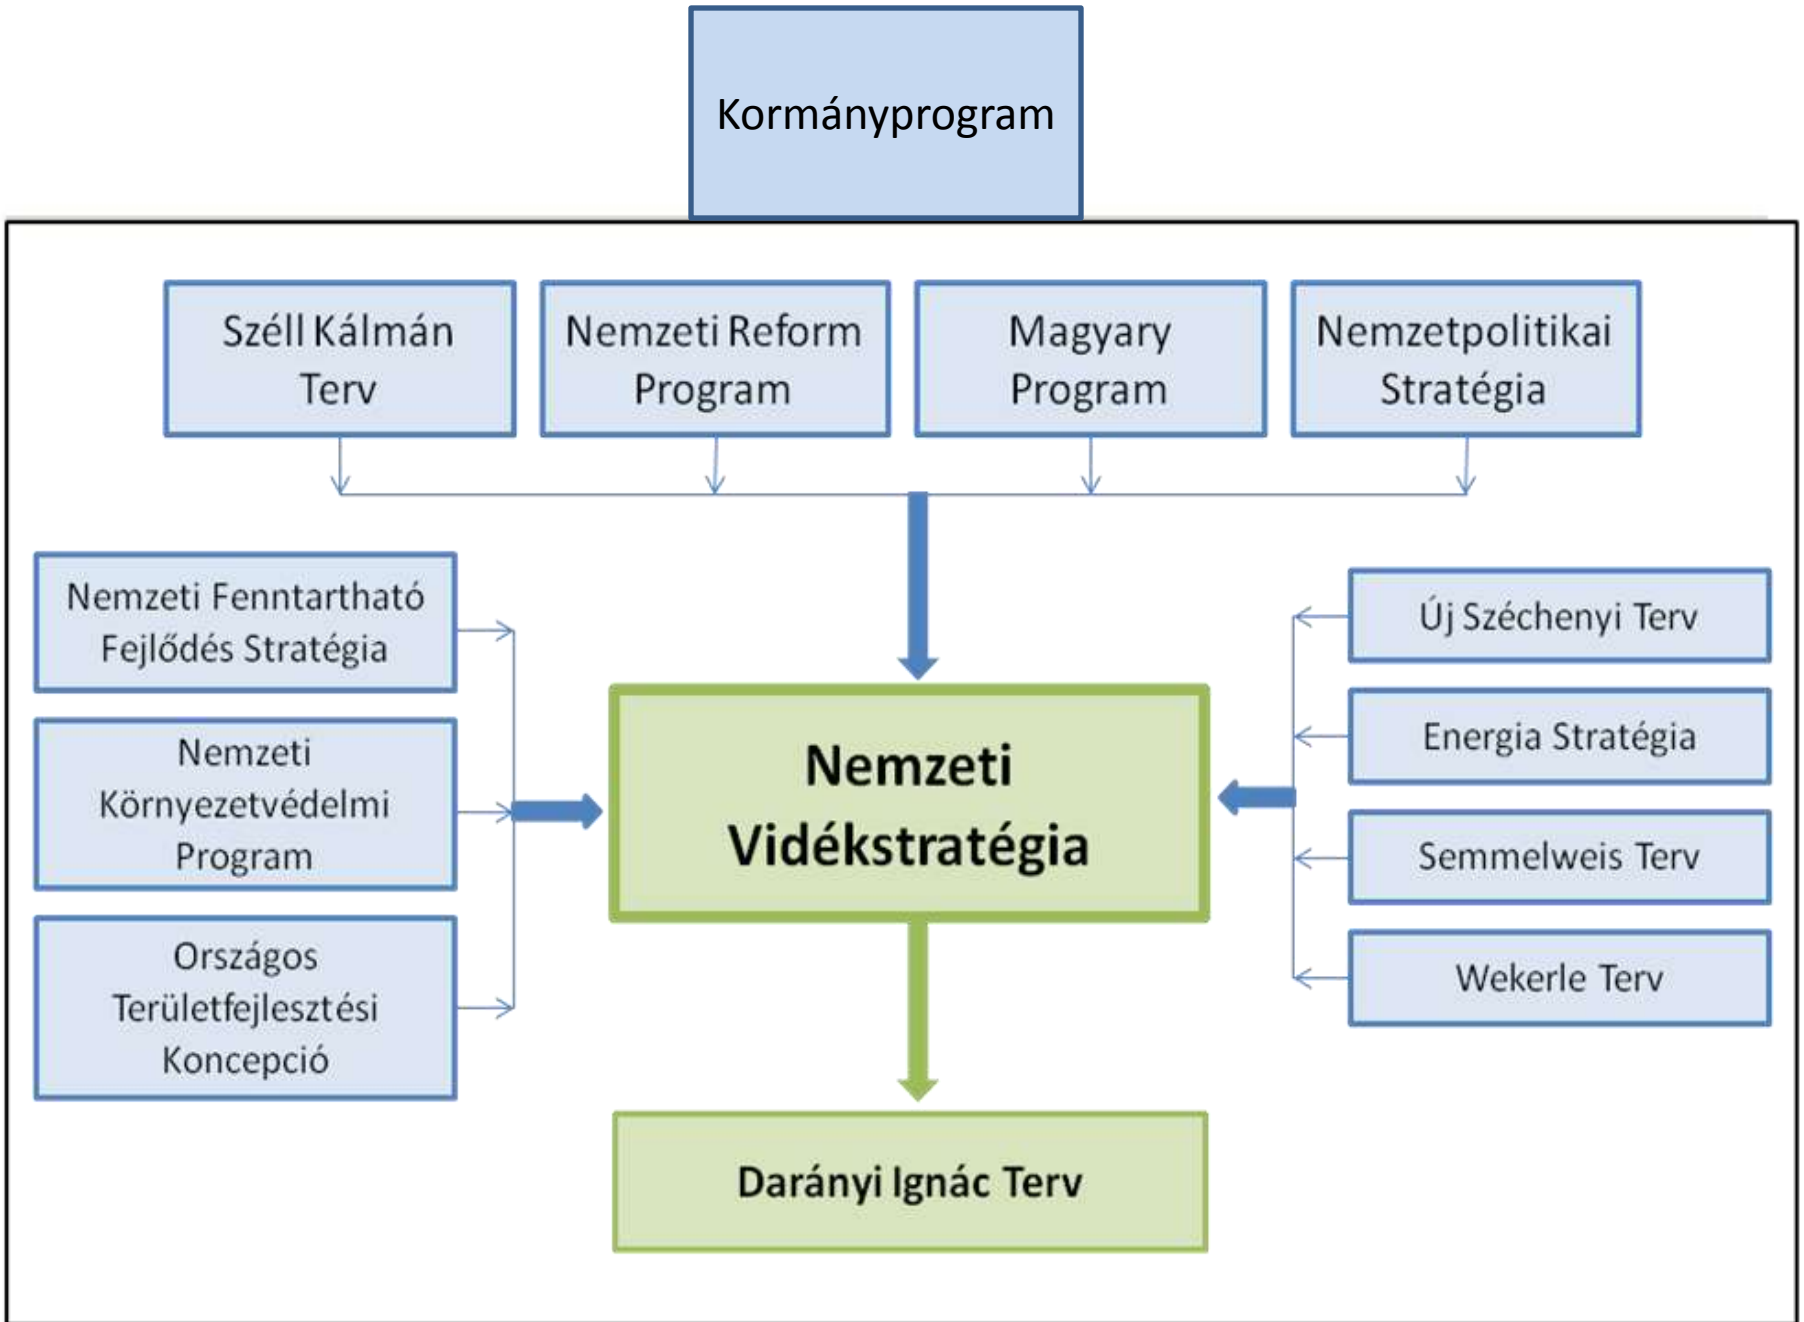 Kormányprogram
Széll Kálmán
Terv
Nemzeti Reform
Program
Magyary
Program
Nemzetpolitikai
Stratégia
Nemzeti Fenntartható
Fejlődés Stratégia
Nemzeti
Környezetvédelmi
Program
Országos
Területfejlesztési
Koncepció
Nemzeti
Vidékstratégia
Új Széchenyi Terv
Energia Stratégia
Semmelweis Terv
Wekerle Terv
Darányi Ignác Terv